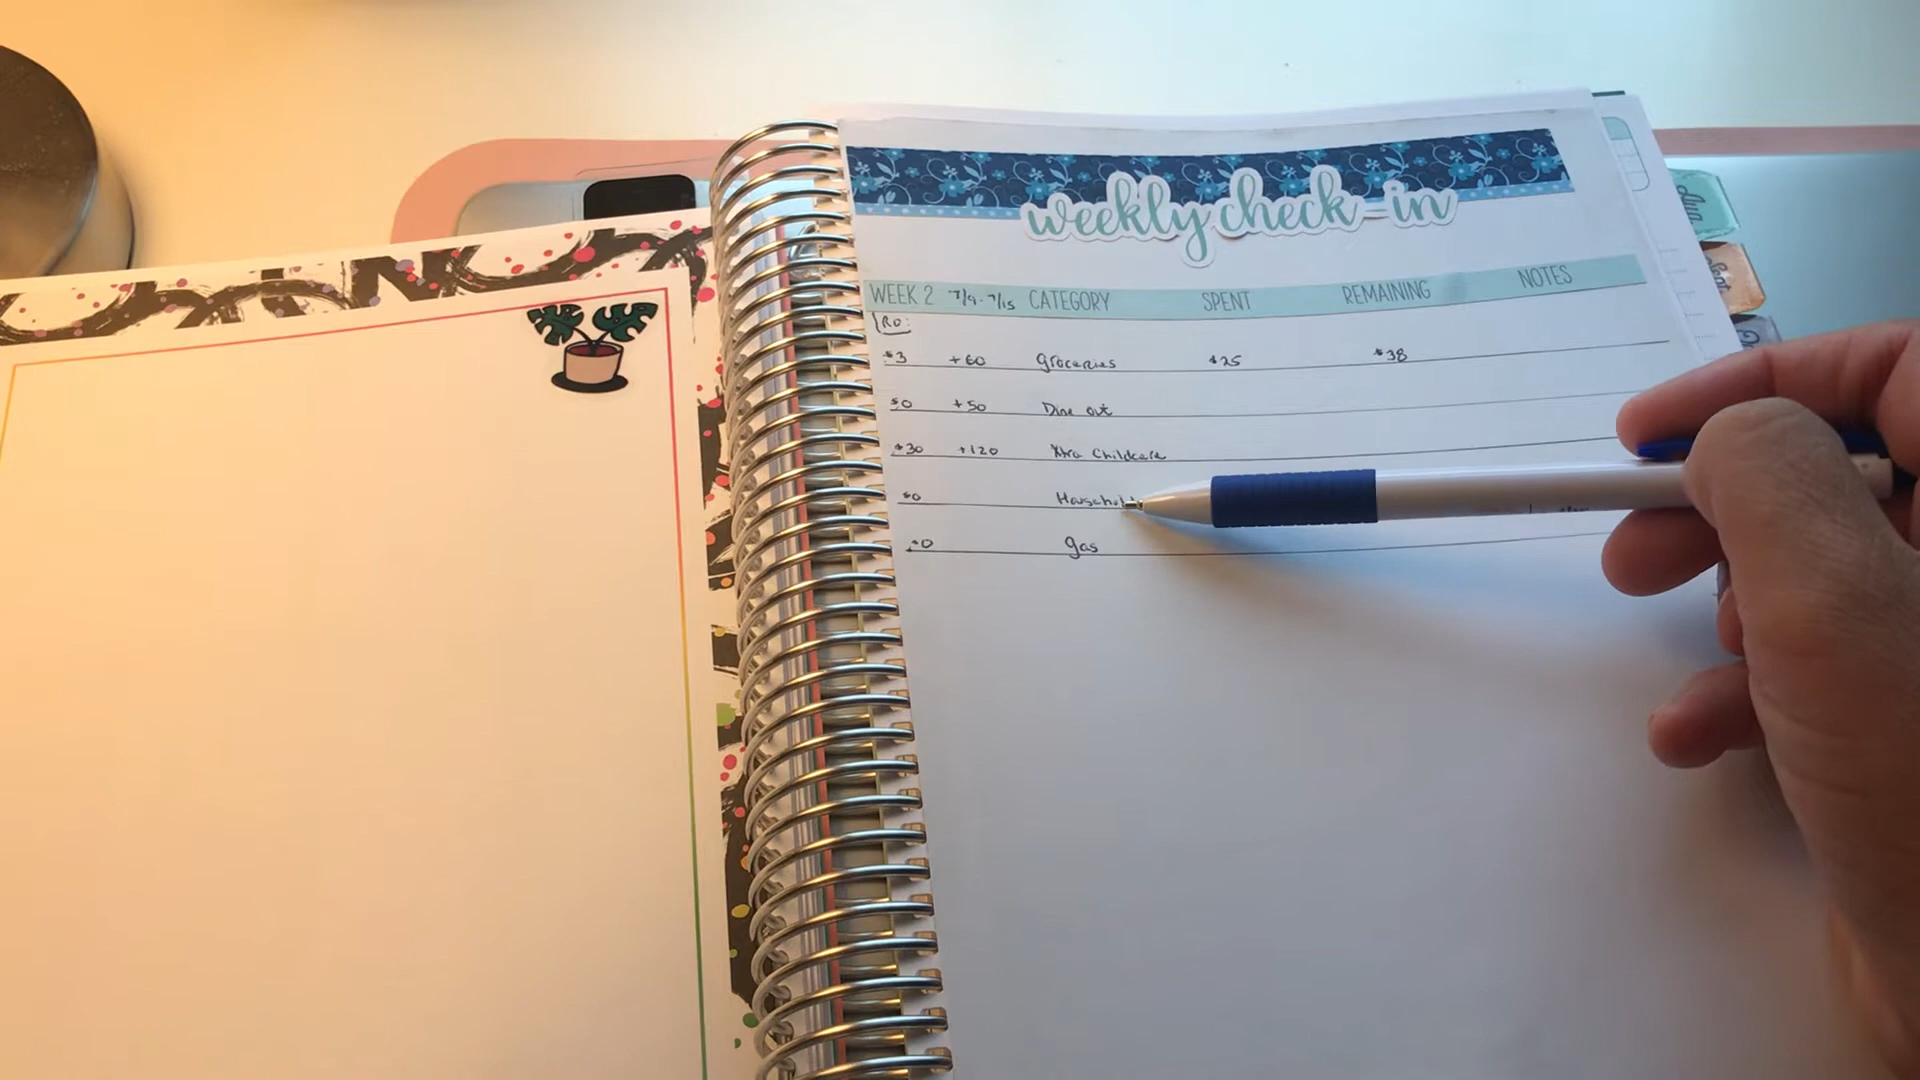 weekly check-in
WEEK 2 7/9-7/15 CATEGORY SPENT REMAINING NOTES
RO:
$3 +60 Groceries $25 $38
$0 +50 Dine out
$30 +120 Xtra Childcare
$0 Household
$0 Gas